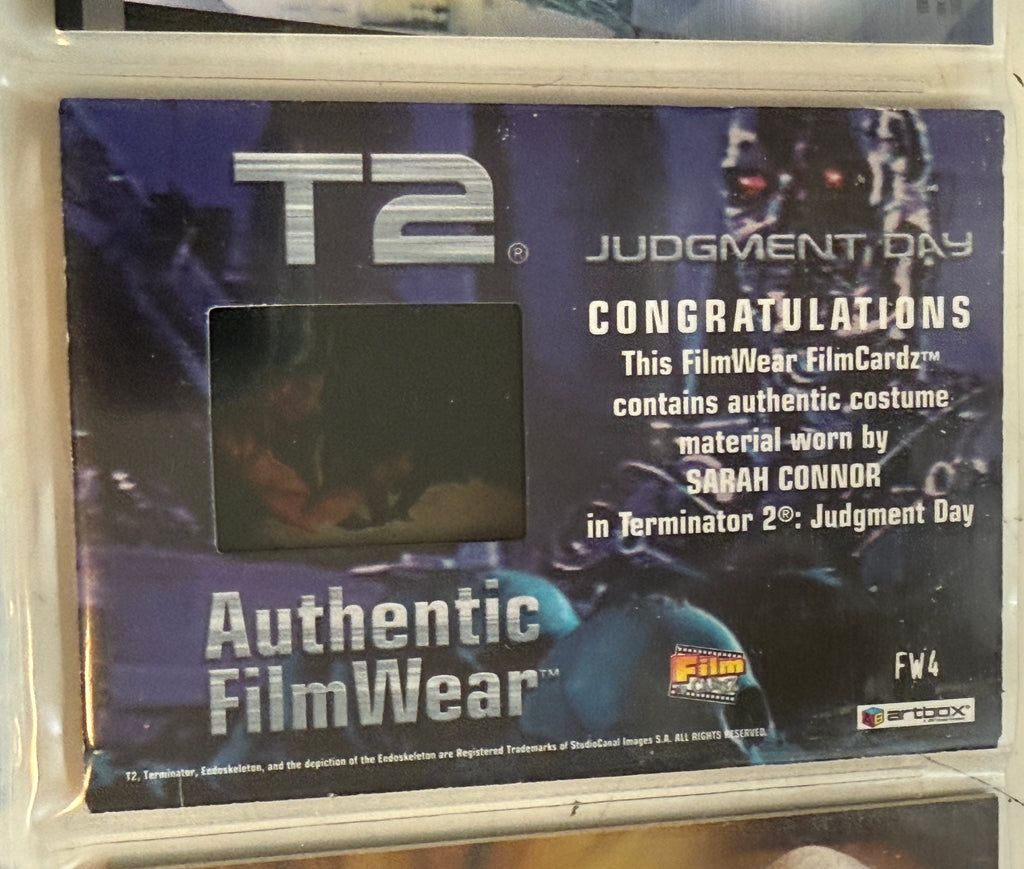 T2®
JUDGMENT DAY
CONGRATULATIONS
This FilmWear FilmCardz™
contains authentic costume
material worn by
SARAH CONNOR
in Terminator 2®: Judgment Day
Authentic
FilmWear™
Film
Cardz
FW4
artbox®
T2, Terminator, Endoskeleton, and the depiction of the Endoskeleton are Registered Trademarks of StudioCanal Images S.A. ALL RIGHTS RESERVED.